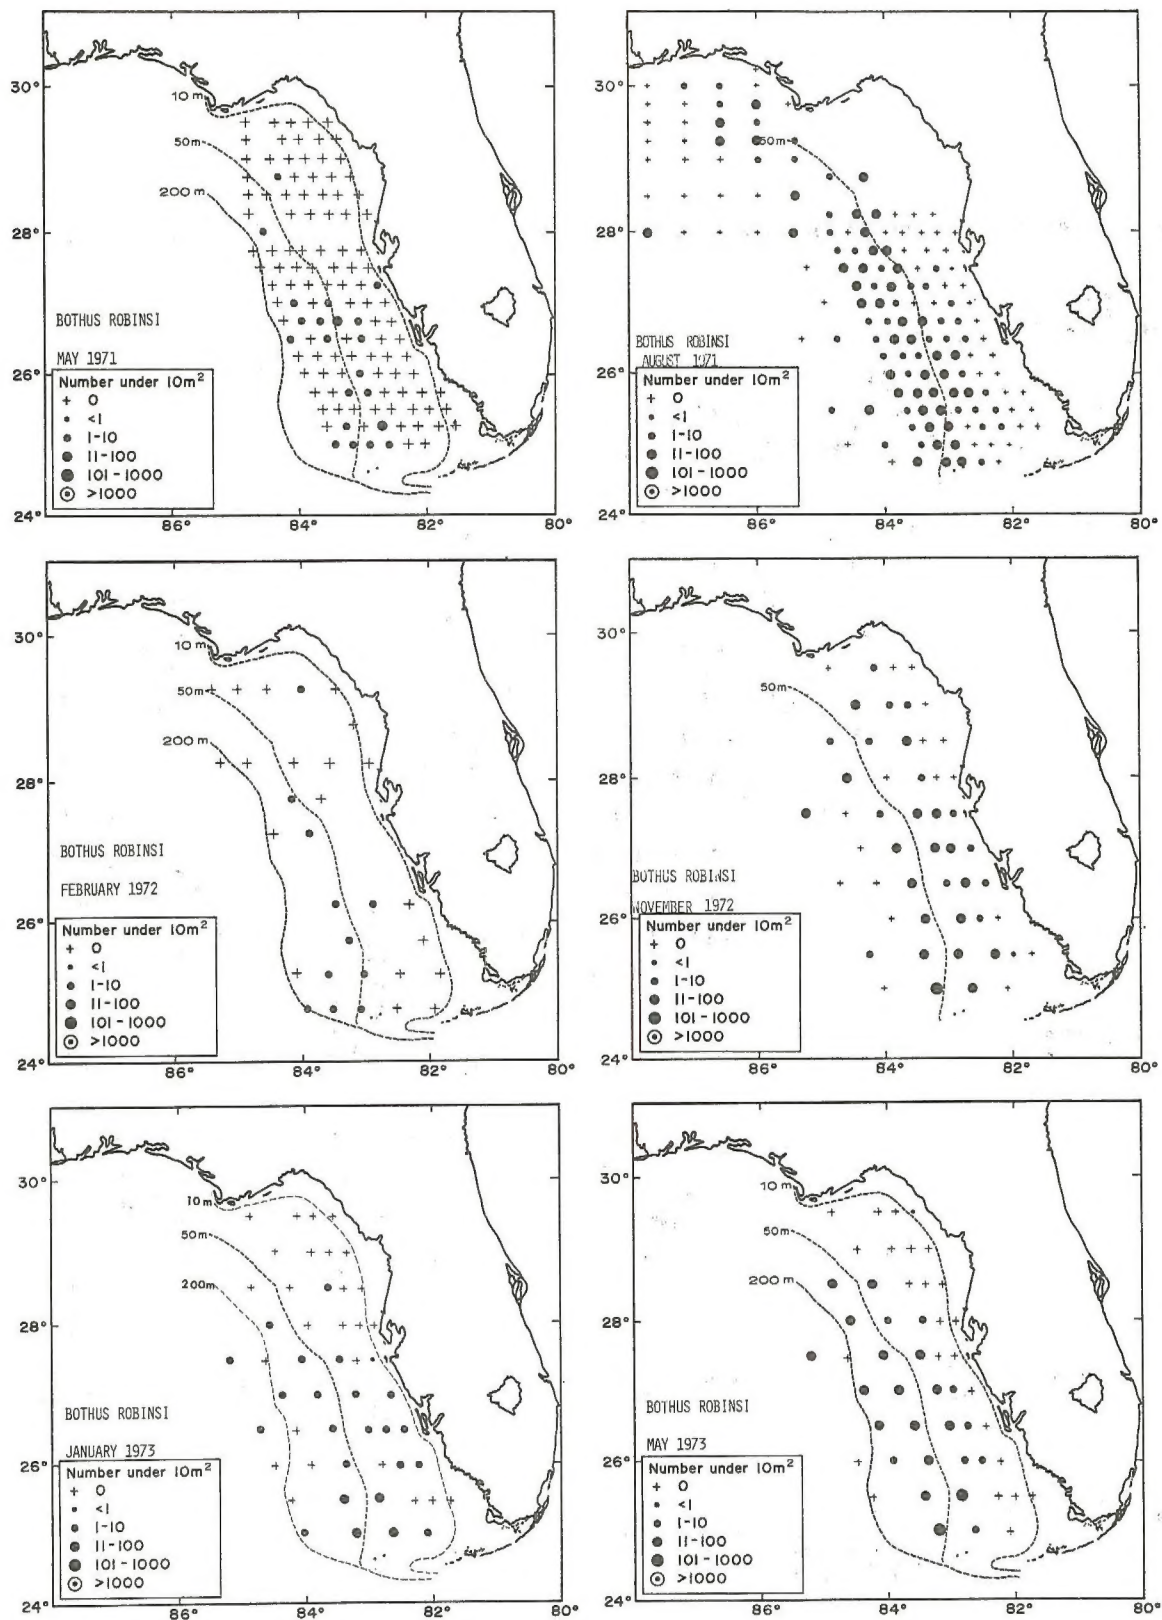 30°
10 m
50m
200 m
28°
BOTHUS ROBINSI
MAY 1971
26°
Number under 10m²
+ 0
<1
1-10
11-100
101-1000
>1000
24°
86°
84°
82°
80°
30°
50m
28°
BOTHUS ROBINSI
AUGUST 1971
26°
Number under 10m²
+ 0
<1
1-10
11-100
101-1000
>1000
24°
86°
84°
82°
80°
30°
10 m
50m
200 m
28°
BOTHUS ROBINSI
FEBRUARY 1972
26°
Number under 10m²
+ 0
<1
1-10
11-100
101-1000
>1000
24°
86°
84°
82°
80°
30°
50m
28°
BOTHUS ROBINSI
NOVEMBER 1972
26°
Number under 10m²
+ 0
<1
1-10
11-100
101-1000
>1000
24°
86°
84°
82°
80°
30°
10 m
50m
200m
28°
BOTHUS ROBINSI
JANUARY 1973
26°
Number under 10m²
+ 0
<1
1-10
11-100
101-1000
>1000
24°
86°
84°
82°
80°
30°
10 m
50m
200 m
28°
BOTHUS ROBINSI
MAY 1973
26°
Number under 10m²
+ 0
<1
1-10
11-100
101-1000
>1000
24°
86°
84°
82°
80°